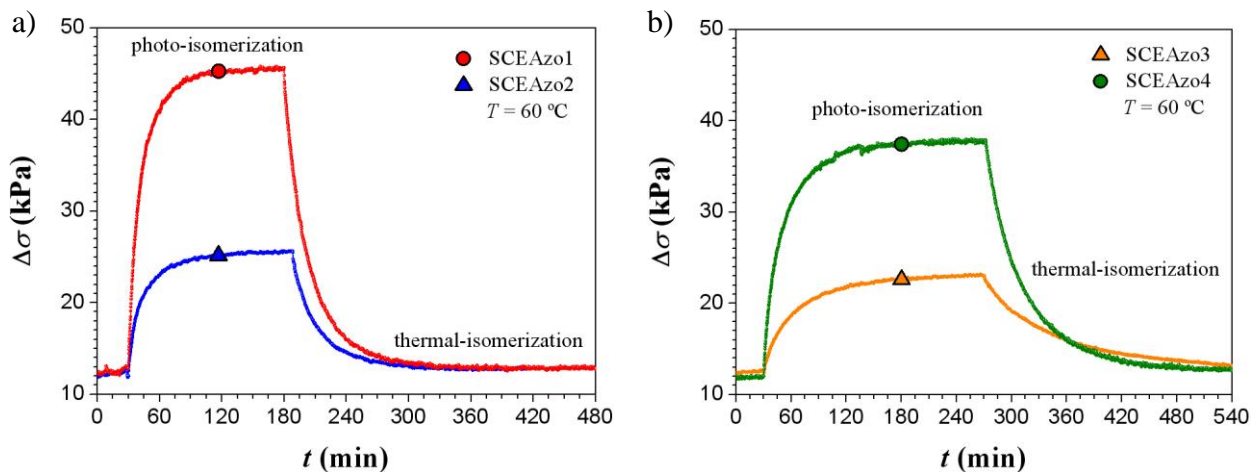 a)
50
40
30
20
10
Δσ (kPa)
photo-isomerization
SCEAzo1
SCEAzo2
T = 60 ºC
thermal-isomerization
0 60 120 180 240 300 360 420 480
t (min)
b)
50
40
30
20
10
Δσ (kPa)
SCEAzo3
SCEAzo4
T = 60 ºC
photo-isomerization
thermal-isomerization
0 60 120 180 240 300 360 420 480 540
t (min)